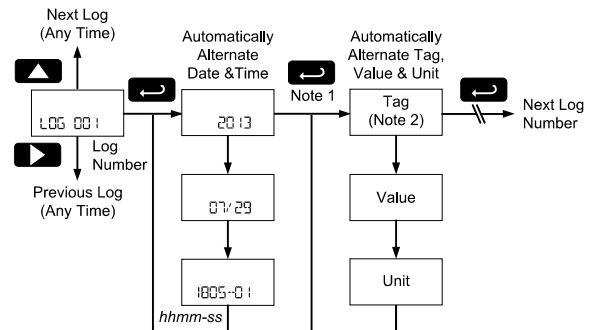 Next Log
(Any Time)
Automatically
Alternate
Date &Time
Automatically
Alternate Tag,
Value & Unit
Note 1
LOG 001
2013
Tag
(Note 2)
Next Log
Number
Log
Number
Previous Log
(Any Time)
07/29
Value
1805--01
Unit
hhmm-ss